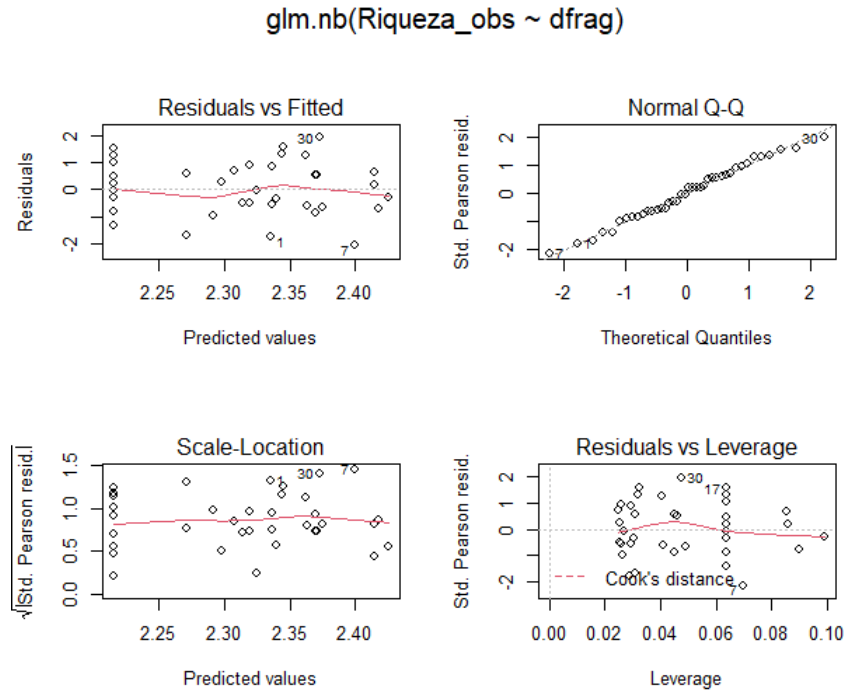 glm.nb(Riqueza_obs ~ dfrag)
Residuals vs Fitted
Residuals
2
1
0
-2
30
1
7
2.25 2.30 2.35 2.40
Predicted values
Normal Q-Q
Std. Pearson resid.
2
1
0
-2
30
1
7
-2 -1 0 1 2
Theoretical Quantiles
Scale-Location
√|Std. Pearson resid.|
1.5
1.0
0.5
0.0
7
30
1
2.25 2.30 2.35 2.40
Predicted values
Residuals vs Leverage
Std. Pearson resid.
2
1
0
-2
30
17
7
Cook's distance
0.00 0.02 0.04 0.06 0.08 0.10
Leverage